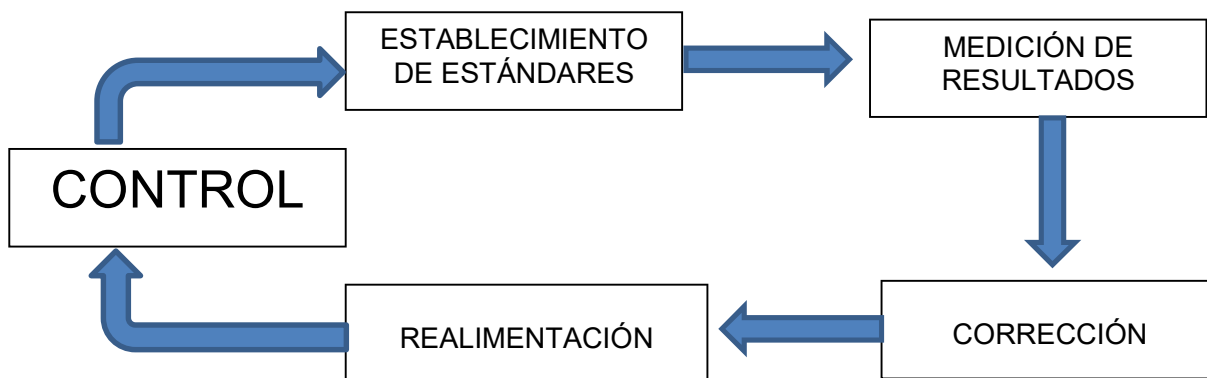 ESTABLECIMIENTO
DE ESTÁNDARES
MEDICIÓN DE
RESULTADOS
CONTROL
REALIMENTACIÓN
CORRECCIÓN